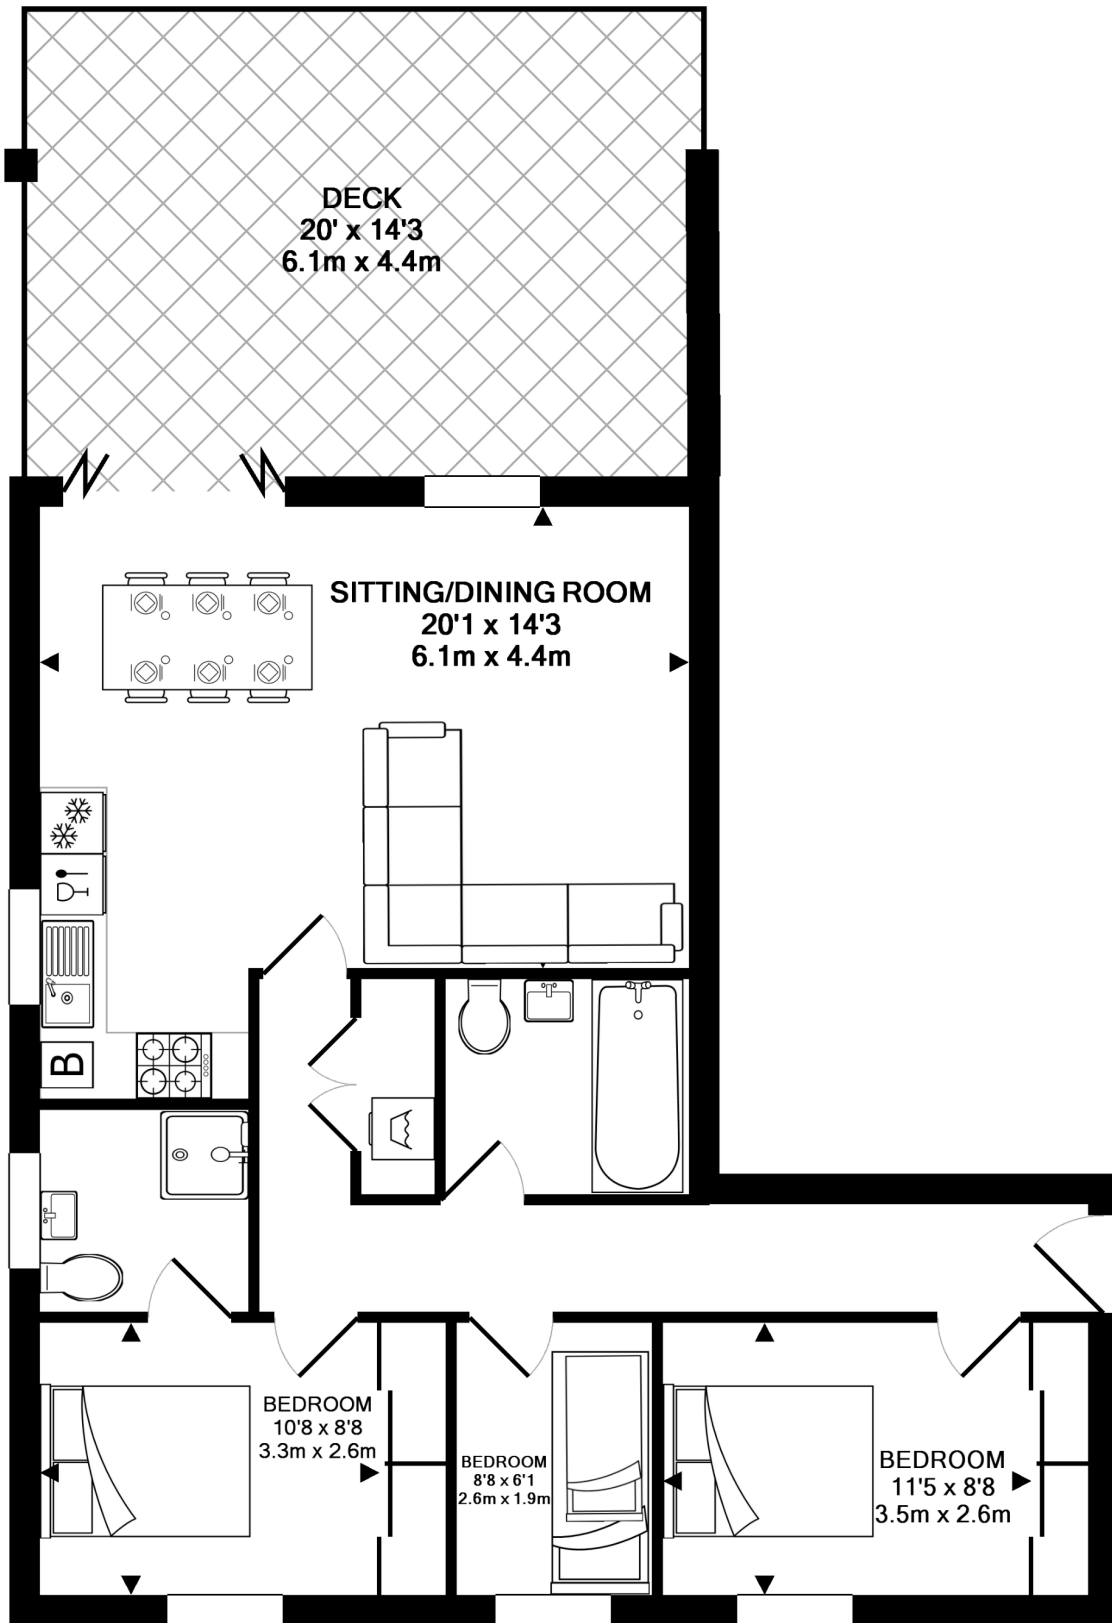 DECK
20' x 14'3
6.1m x 4.4m
SITTING/DINING ROOM
20'1 x 14'3
6.1m x 4.4m
B
BEDROOM
10'8 x 8'8
3.3m x 2.6m
BEDROOM
8'8 x 6'1
2.6m x 1.9m
BEDROOM
11'5 x 8'8
3.5m x 2.6m